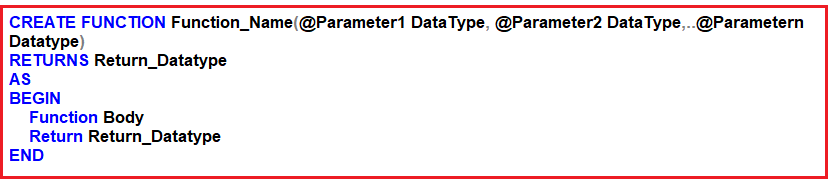 CREATE FUNCTION Function_Name(@Parameter1 DataType, @Parameter2 DataType,..@Parametern
Datatype)
RETURNS Return_Datatype
AS
BEGIN
Function Body
Return Return_Datatype
END